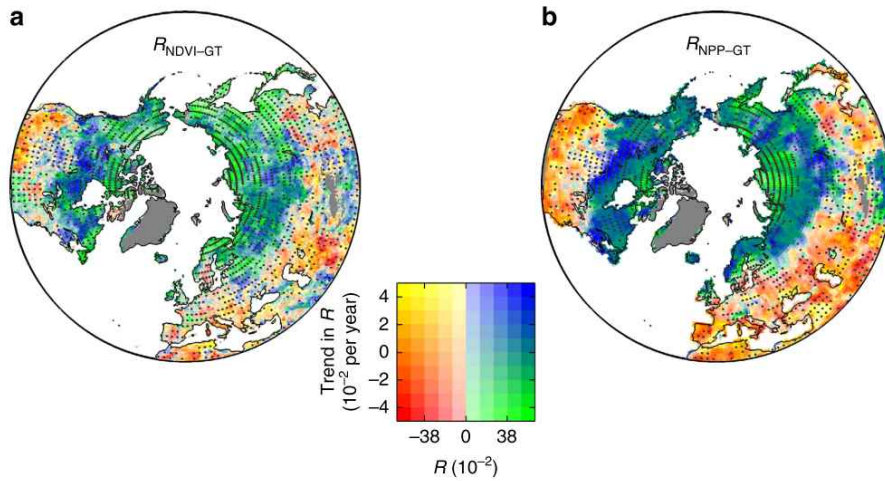 a
R_NDVI–GT
b
R_NPP–GT
Trend in R
(10⁻² per year)
4
2
0
−2
−4
−38 0 38
R (10⁻²)